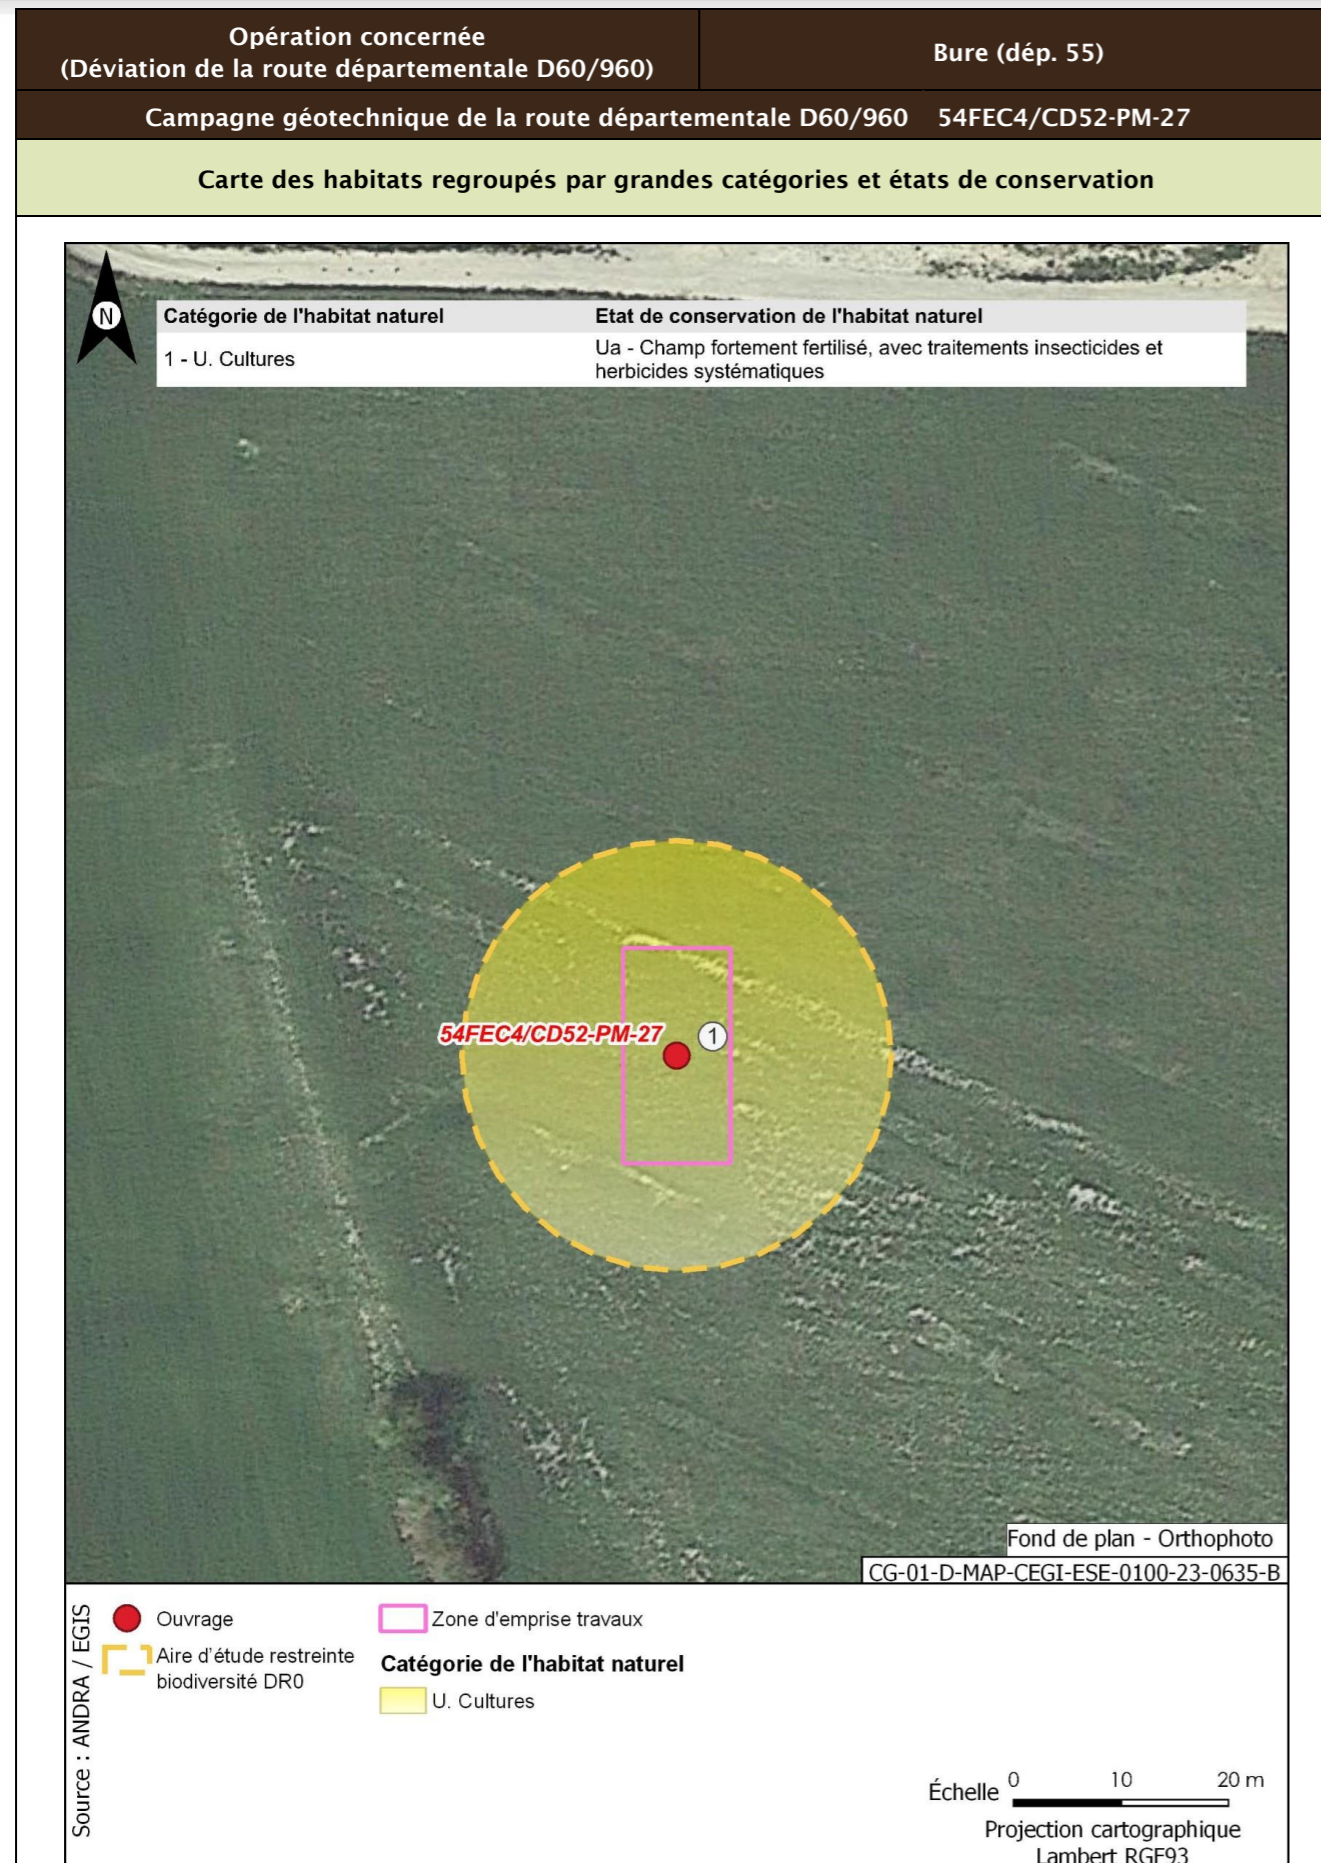 Opération concernée
(Déviation de la route départementale D60/960)
Bure (dép. 55)
Campagne géotechnique de la route départementale D60/960 54FEC4/CD52-PM-27
Carte des habitats regroupés par grandes catégories et états de conservation
N
Catégorie de l'habitat naturel
Etat de conservation de l'habitat naturel
1 - U. Cultures
Ua - Champ fortement fertilisé, avec traitements insecticides et
herbicides systématiques
54FEC4/CD52-PM-27
1
Fond de plan - Orthophoto
CG-01-D-MAP-CEGI-ESE-0100-23-0635-B
Source : ANDRA / EGIS
Ouvrage
Aire d'étude restreinte
biodiversité DR0
Zone d'emprise travaux
Catégorie de l'habitat naturel
U. Cultures
Échelle 0 10 20 m
Projection cartographique
Lambert RGF93